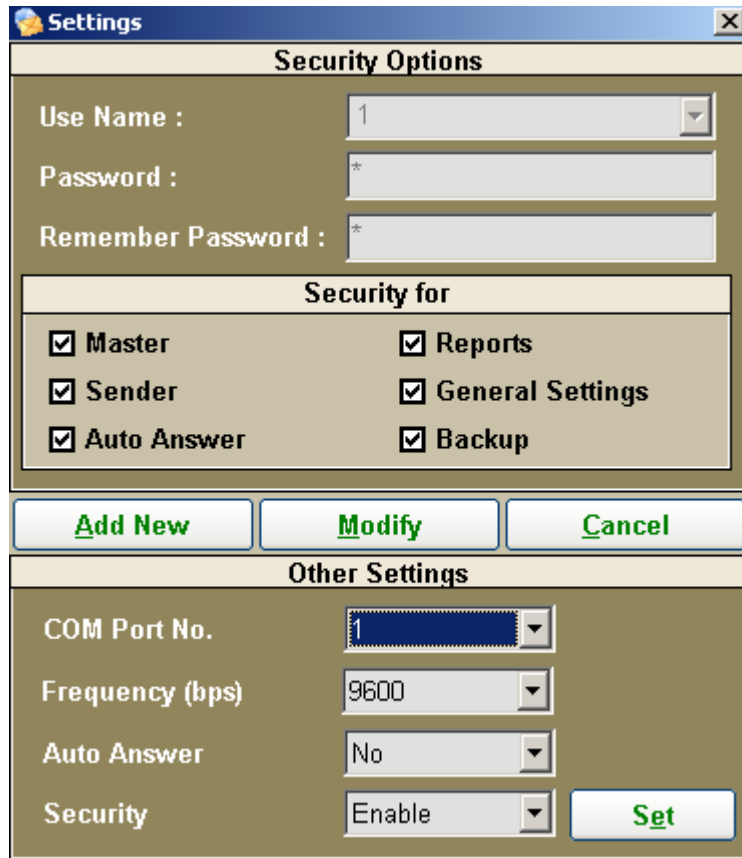 Settings
Security Options
Use Name : 1
Password : *
Remember Password : *
Security for
Master Reports
Sender General Settings
Auto Answer Backup
Add New Modify Cancel
Other Settings
COM Port No. 1
Frequency (bps) 9600
Auto Answer No
Security Enable Set